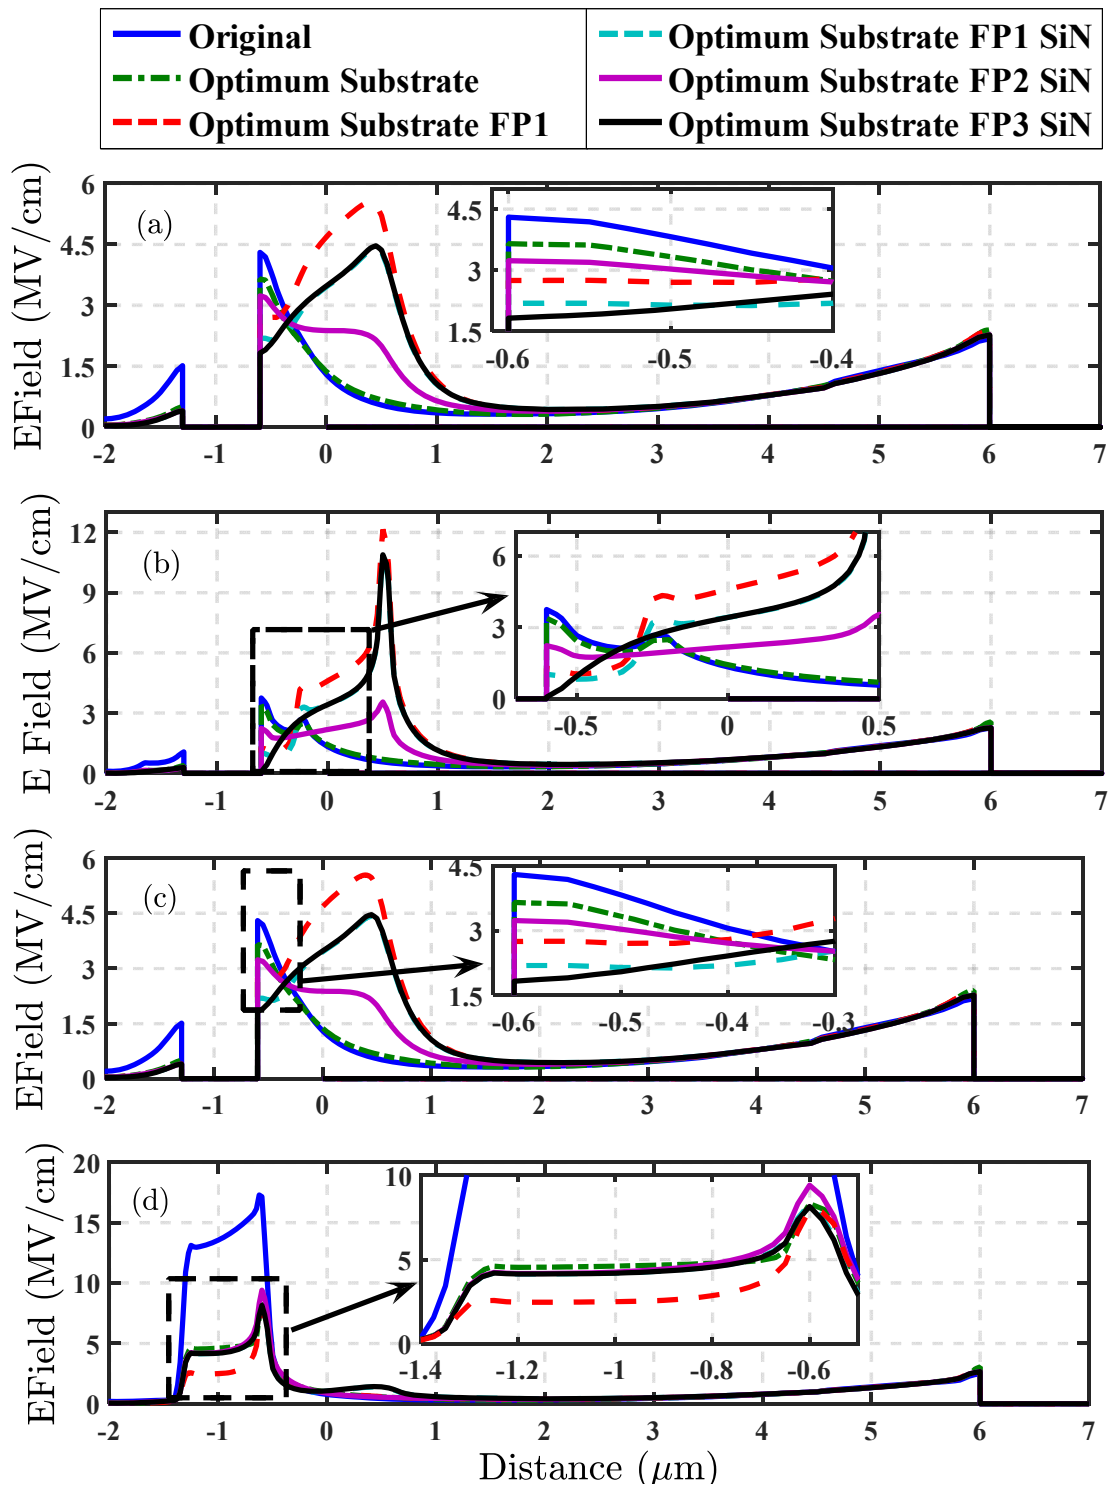 Original
Optimum Substrate
Optimum Substrate FP1
Optimum Substrate FP1 SiN
Optimum Substrate FP2 SiN
Optimum Substrate FP3 SiN
EField (MV/cm)
(a)
6
4.5
3
1.5
0
-2 -1 0 1 2 3 4 5 6 7
4.5
3
1.5
-0.6 -0.5 -0.4
E Field (MV/cm)
(b)
12
9
6
3
0
-2 -1 0 1 2 3 4 5 6 7
6
3
0
-0.5 0 0.5
EField (MV/cm)
(c)
6
4.5
3
1.5
0
-2 -1 0 1 2 3 4 5 6 7
4.5
3
1.5
-0.6 -0.5 -0.4 -0.3
EField (MV/cm)
(d)
20
15
10
5
0
-2 -1 0 1 2 3 4 5 6 7
10
5
0
-1.4 -1.2 -1 -0.8 -0.6
Distance (μm)